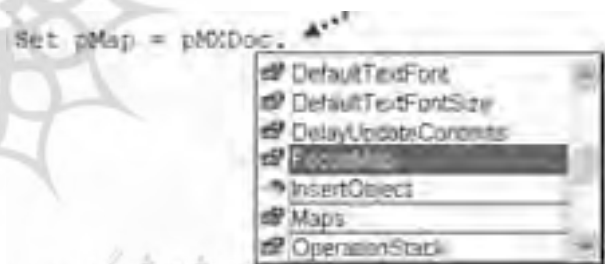 Set pMap = pMXDoc.
DefaultTextFont
DefaultTextFontSize
DelayUpdateContents
FocusMap
InsertObject
Maps
OperationStack